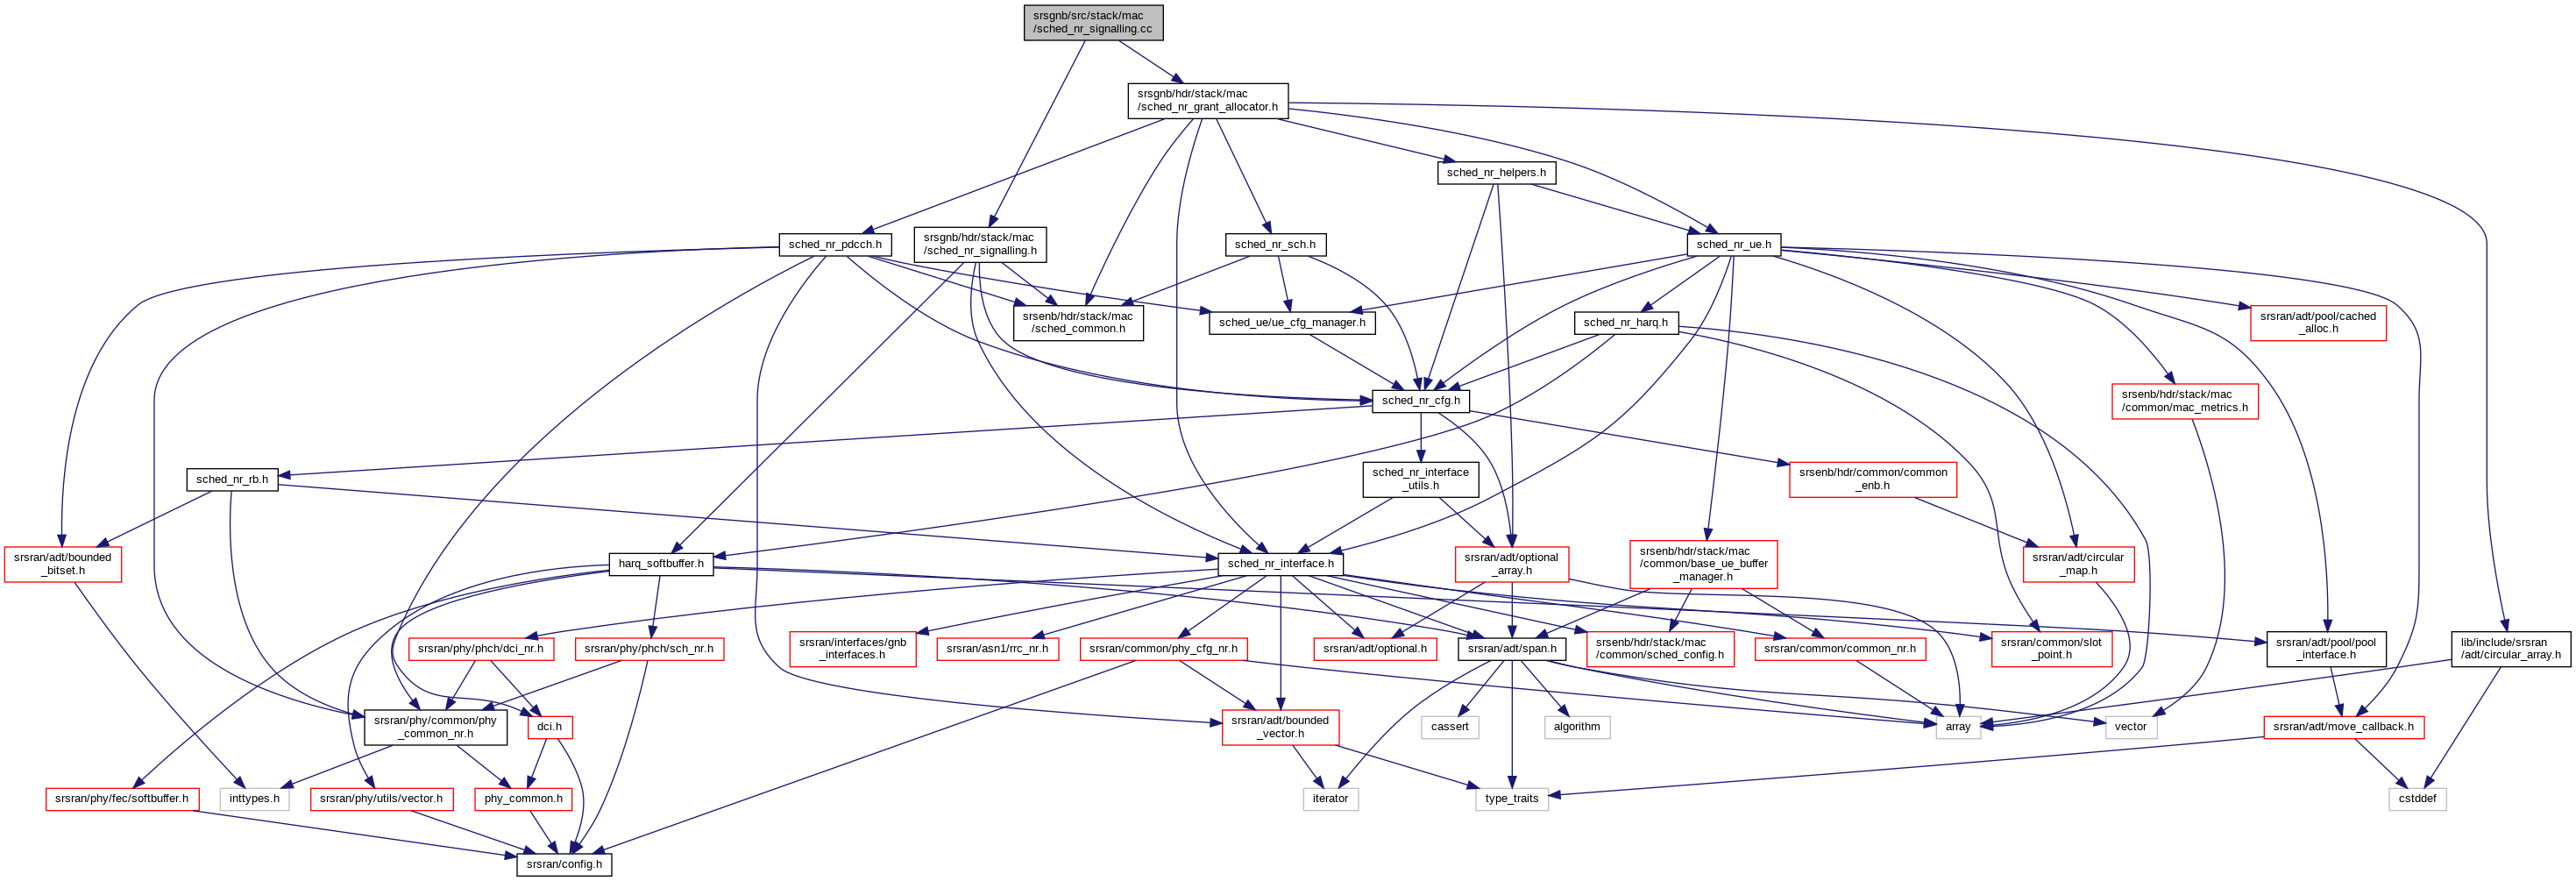 srsgnb/src/stack/mac
/sched_nr_signalling.cc
srsgnb/hdr/stack/mac
/sched_nr_grant_allocator.h
sched_nr_helpers.h
sched_nr_pdcch.h
srsgnb/hdr/stack/mac
/sched_nr_signalling.h
sched_nr_sch.h
sched_nr_ue.h
srsenb/hdr/stack/mac
/sched_common.h
sched_ue/ue_cfg_manager.h
sched_nr_harq.h
srsran/adt/pool/cached
_alloc.h
sched_nr_cfg.h
srsenb/hdr/stack/mac
/common/mac_metrics.h
sched_nr_rb.h
sched_nr_interface
_utils.h
srsenb/hdr/common/common
_enb.h
srsran/adt/bounded
_bitset.h
harq_softbuffer.h
sched_nr_interface.h
srsran/adt/optional
_array.h
srsenb/hdr/stack/mac
/common/base_ue_buffer
_manager.h
srsran/adt/circular
_map.h
srsran/phy/phch/dci_nr.h
srsran/phy/phch/sch_nr.h
srsran/interfaces/gnb
_interfaces.h
srsran/asn1/rrc_nr.h
srsran/common/phy_cfg_nr.h
srsran/adt/optional.h
srsran/adt/span.h
srsenb/hdr/stack/mac
/common/sched_config.h
srsran/common/common_nr.h
srsran/common/slot
_point.h
srsran/adt/pool/pool
_interface.h
lib/include/srsran
/adt/circular_array.h
srsran/phy/common/phy
_common_nr.h
dci.h
srsran/adt/bounded
_vector.h
cassert
algorithm
array
vector
srsran/adt/move_callback.h
srsran/phy/fec/softbuffer.h
inttypes.h
srsran/phy/utils/vector.h
phy_common.h
iterator
type_traits
cstddef
srsran/config.h